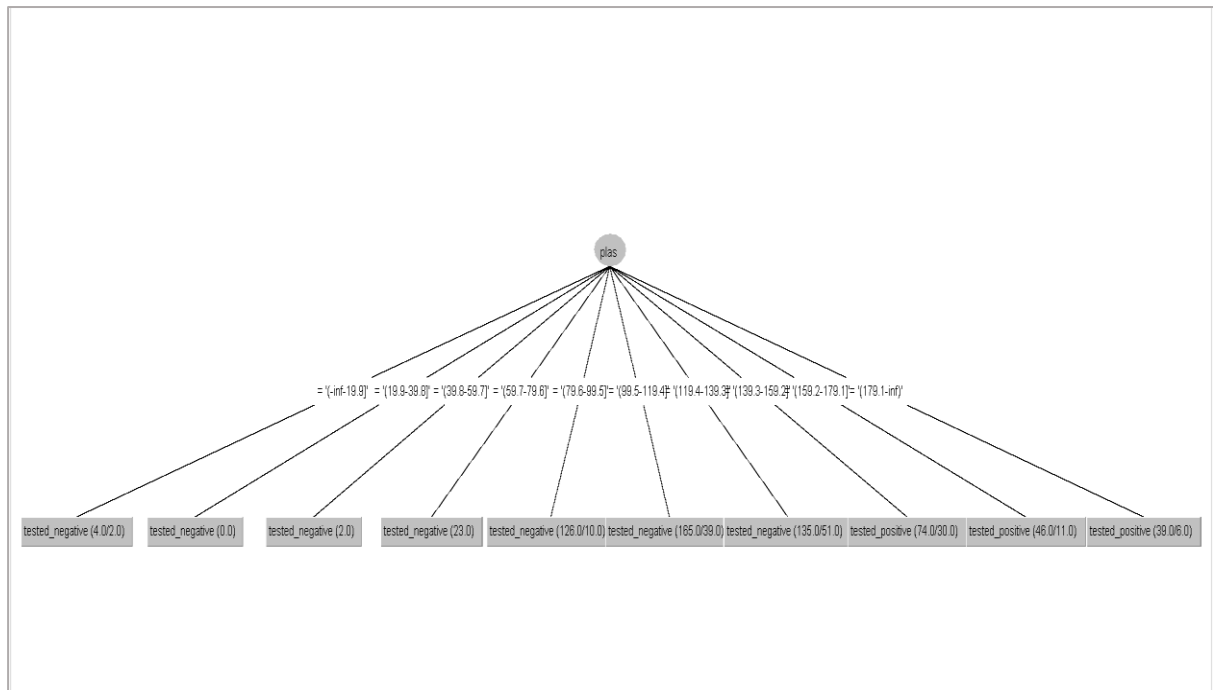 plas
= '(-inf-19.9]' = '(19.9-39.8]' = '(39.8-59.7]' = '(59.7-79.6]' = '(79.6-99.5]' = '(99.5-119.4]' = '(119.4-139.3]' = '(139.3-159.2]' = '(159.2-179.1]' = '(179.1-inf)'
tested_negative (4.0/2.0) tested_negative (0.0) tested_negative (2.0) tested_negative (23.0) tested_negative (126.0/10.0) tested_negative (165.0/39.0) tested_negative (135.0/51.0) tested_positive (74.0/30.0) tested_positive (46.0/11.0) tested_positive (39.0/6.0)